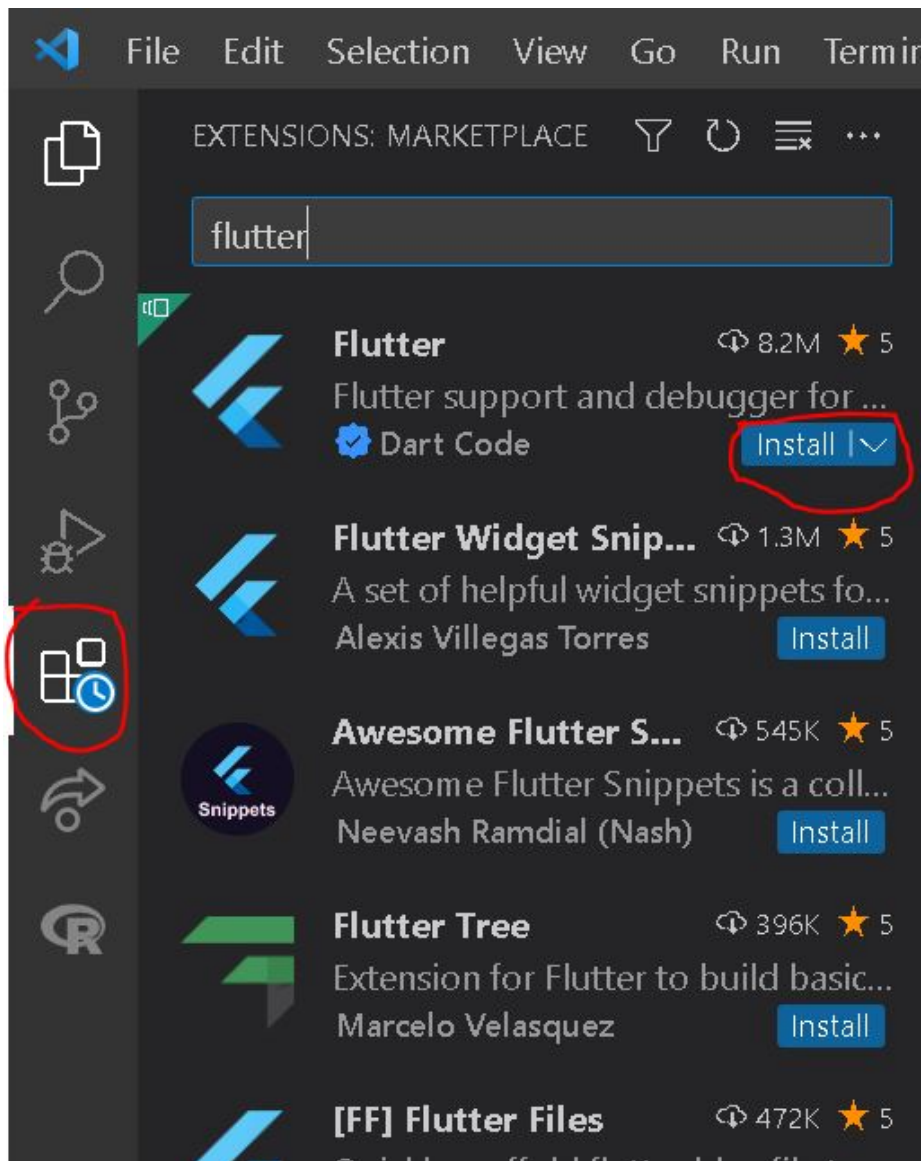 File Edit Selection View Go Run
EXTENSIONS: MARKETPLACE
flutter
Flutter 8.2M 5
Flutter support and debugger for ...
Dart Code Install
Flutter Widget Snip... 1.3M 5
A set of helpful widget snippets fo...
Alexis Villegas Torres Install
Awesome Flutter S... 545K 5
Snippets
Awesome Flutter Snippets is a coll...
Neevash Ramdial (Nash) Install
R
Flutter Tree 396K 5
Extension for Flutter to build basic...
Marcelo Velasquez Install
[FF] Flutter Files 472K 5